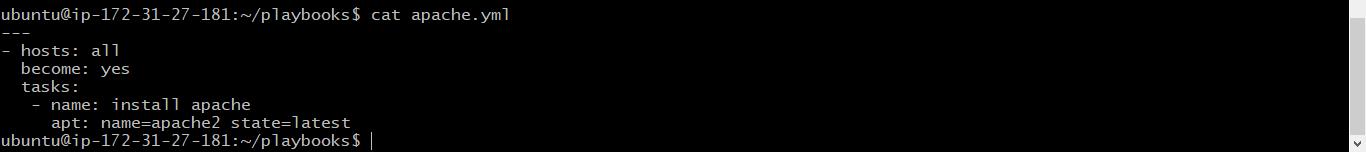 ubuntu@ip-172-31-27-181:~/playbooks$ cat apache.yml
---
- hosts: all
  become: yes
  tasks:
   - name: install apache
     apt: name=apache2 state=latest
ubuntu@ip-172-31-27-181:~/playbooks$